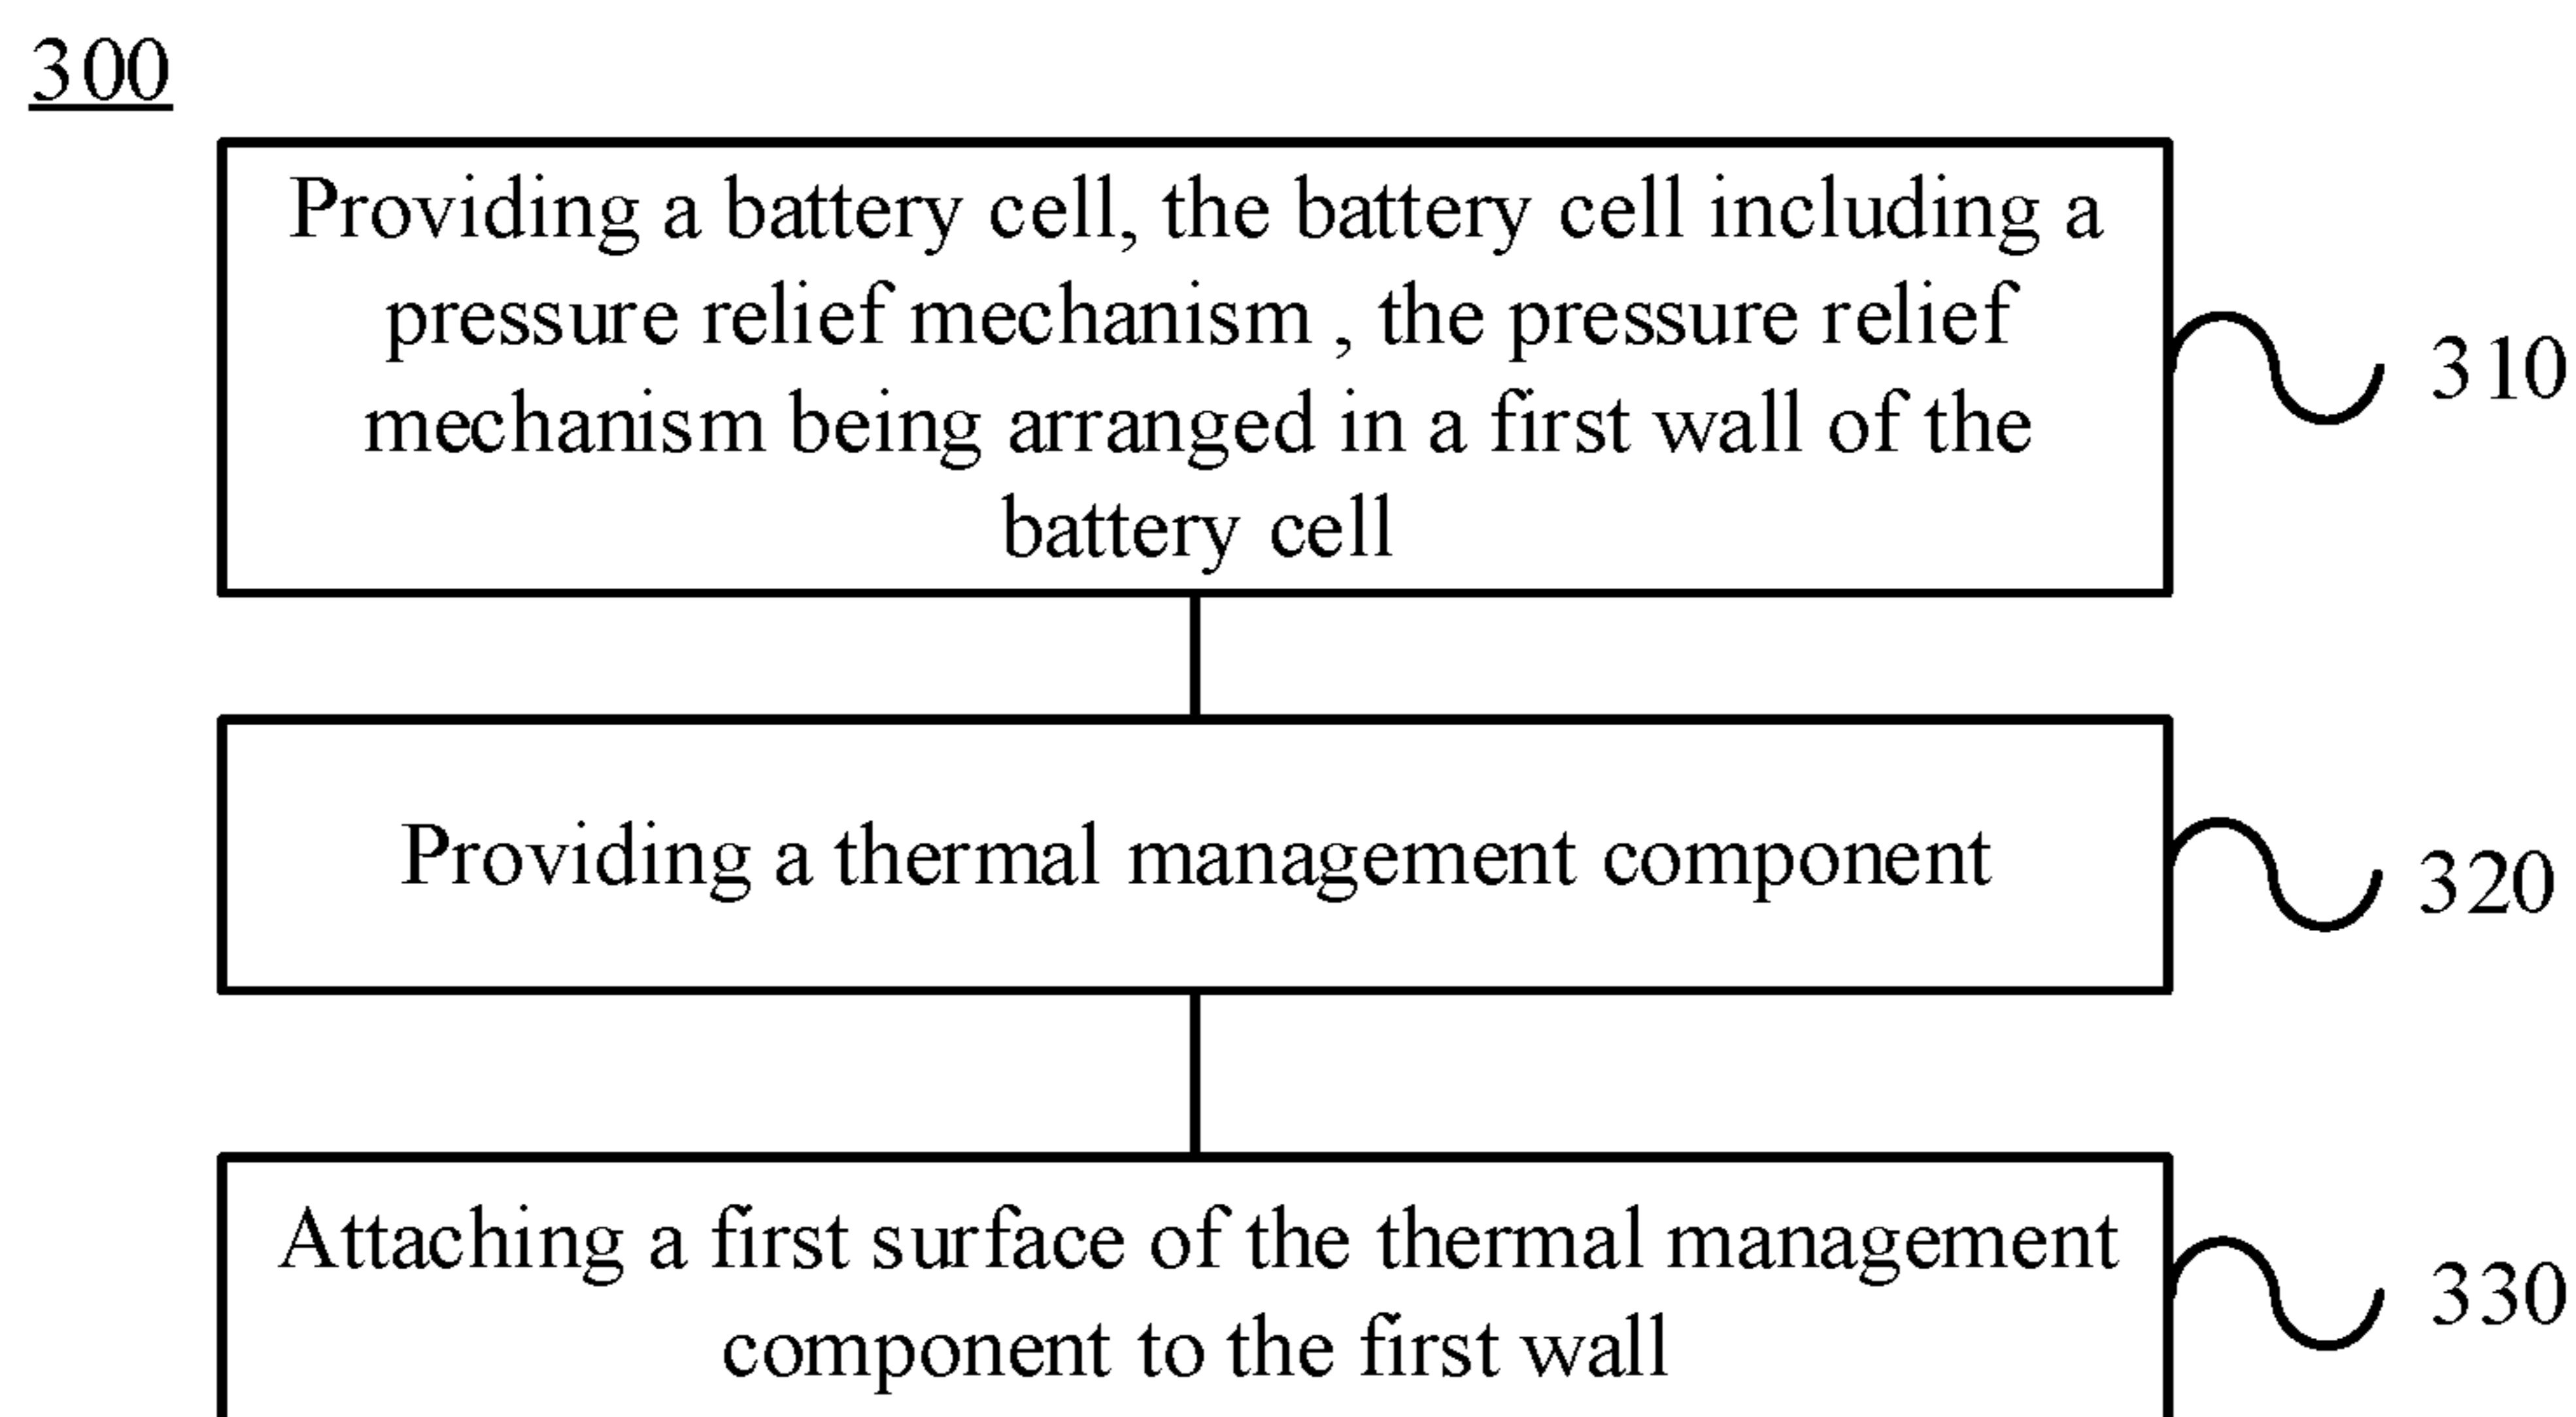 300
Providing a battery cell, the battery cell including a
pressure relief mechanism , the pressure relief
mechanism being arranged in a first wall of the
battery cell
310
Providing a thermal management component
320
Attaching a first surface of the thermal management
component to the first wall
330